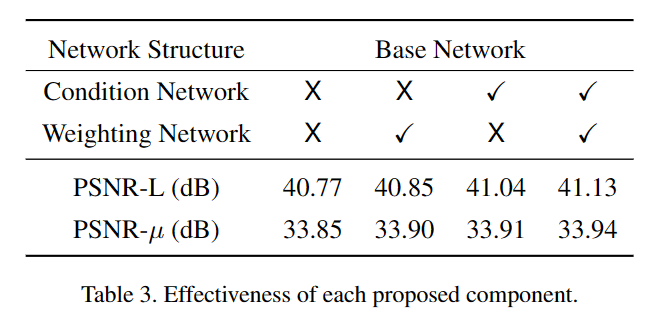 Network Structure Base Network
Condition Network X X ✓ ✓
Weighting Network X ✓ X ✓
PSNR-L (dB) 40.77 40.85 41.04 41.13
PSNR-μ (dB) 33.85 33.90 33.91 33.94
Table 3. Effectiveness of each proposed component.